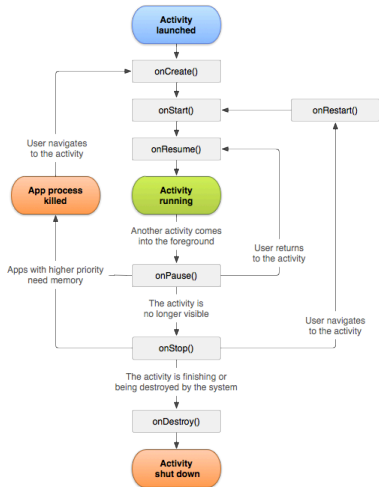 Activity
launched
onCreate()
onStart()
onRestart()
onResume()
User navigates
to the activity
App process
killed
Activity
running
Another activity comes
into the foreground
User returns
to the activity
Apps with higher priority
need memory
onPause()
The activity is
no longer visible
User navigates
to the activity
onStop()
The activity is finishing or
being destroyed by the system
onDestroy()
Activity
shut down